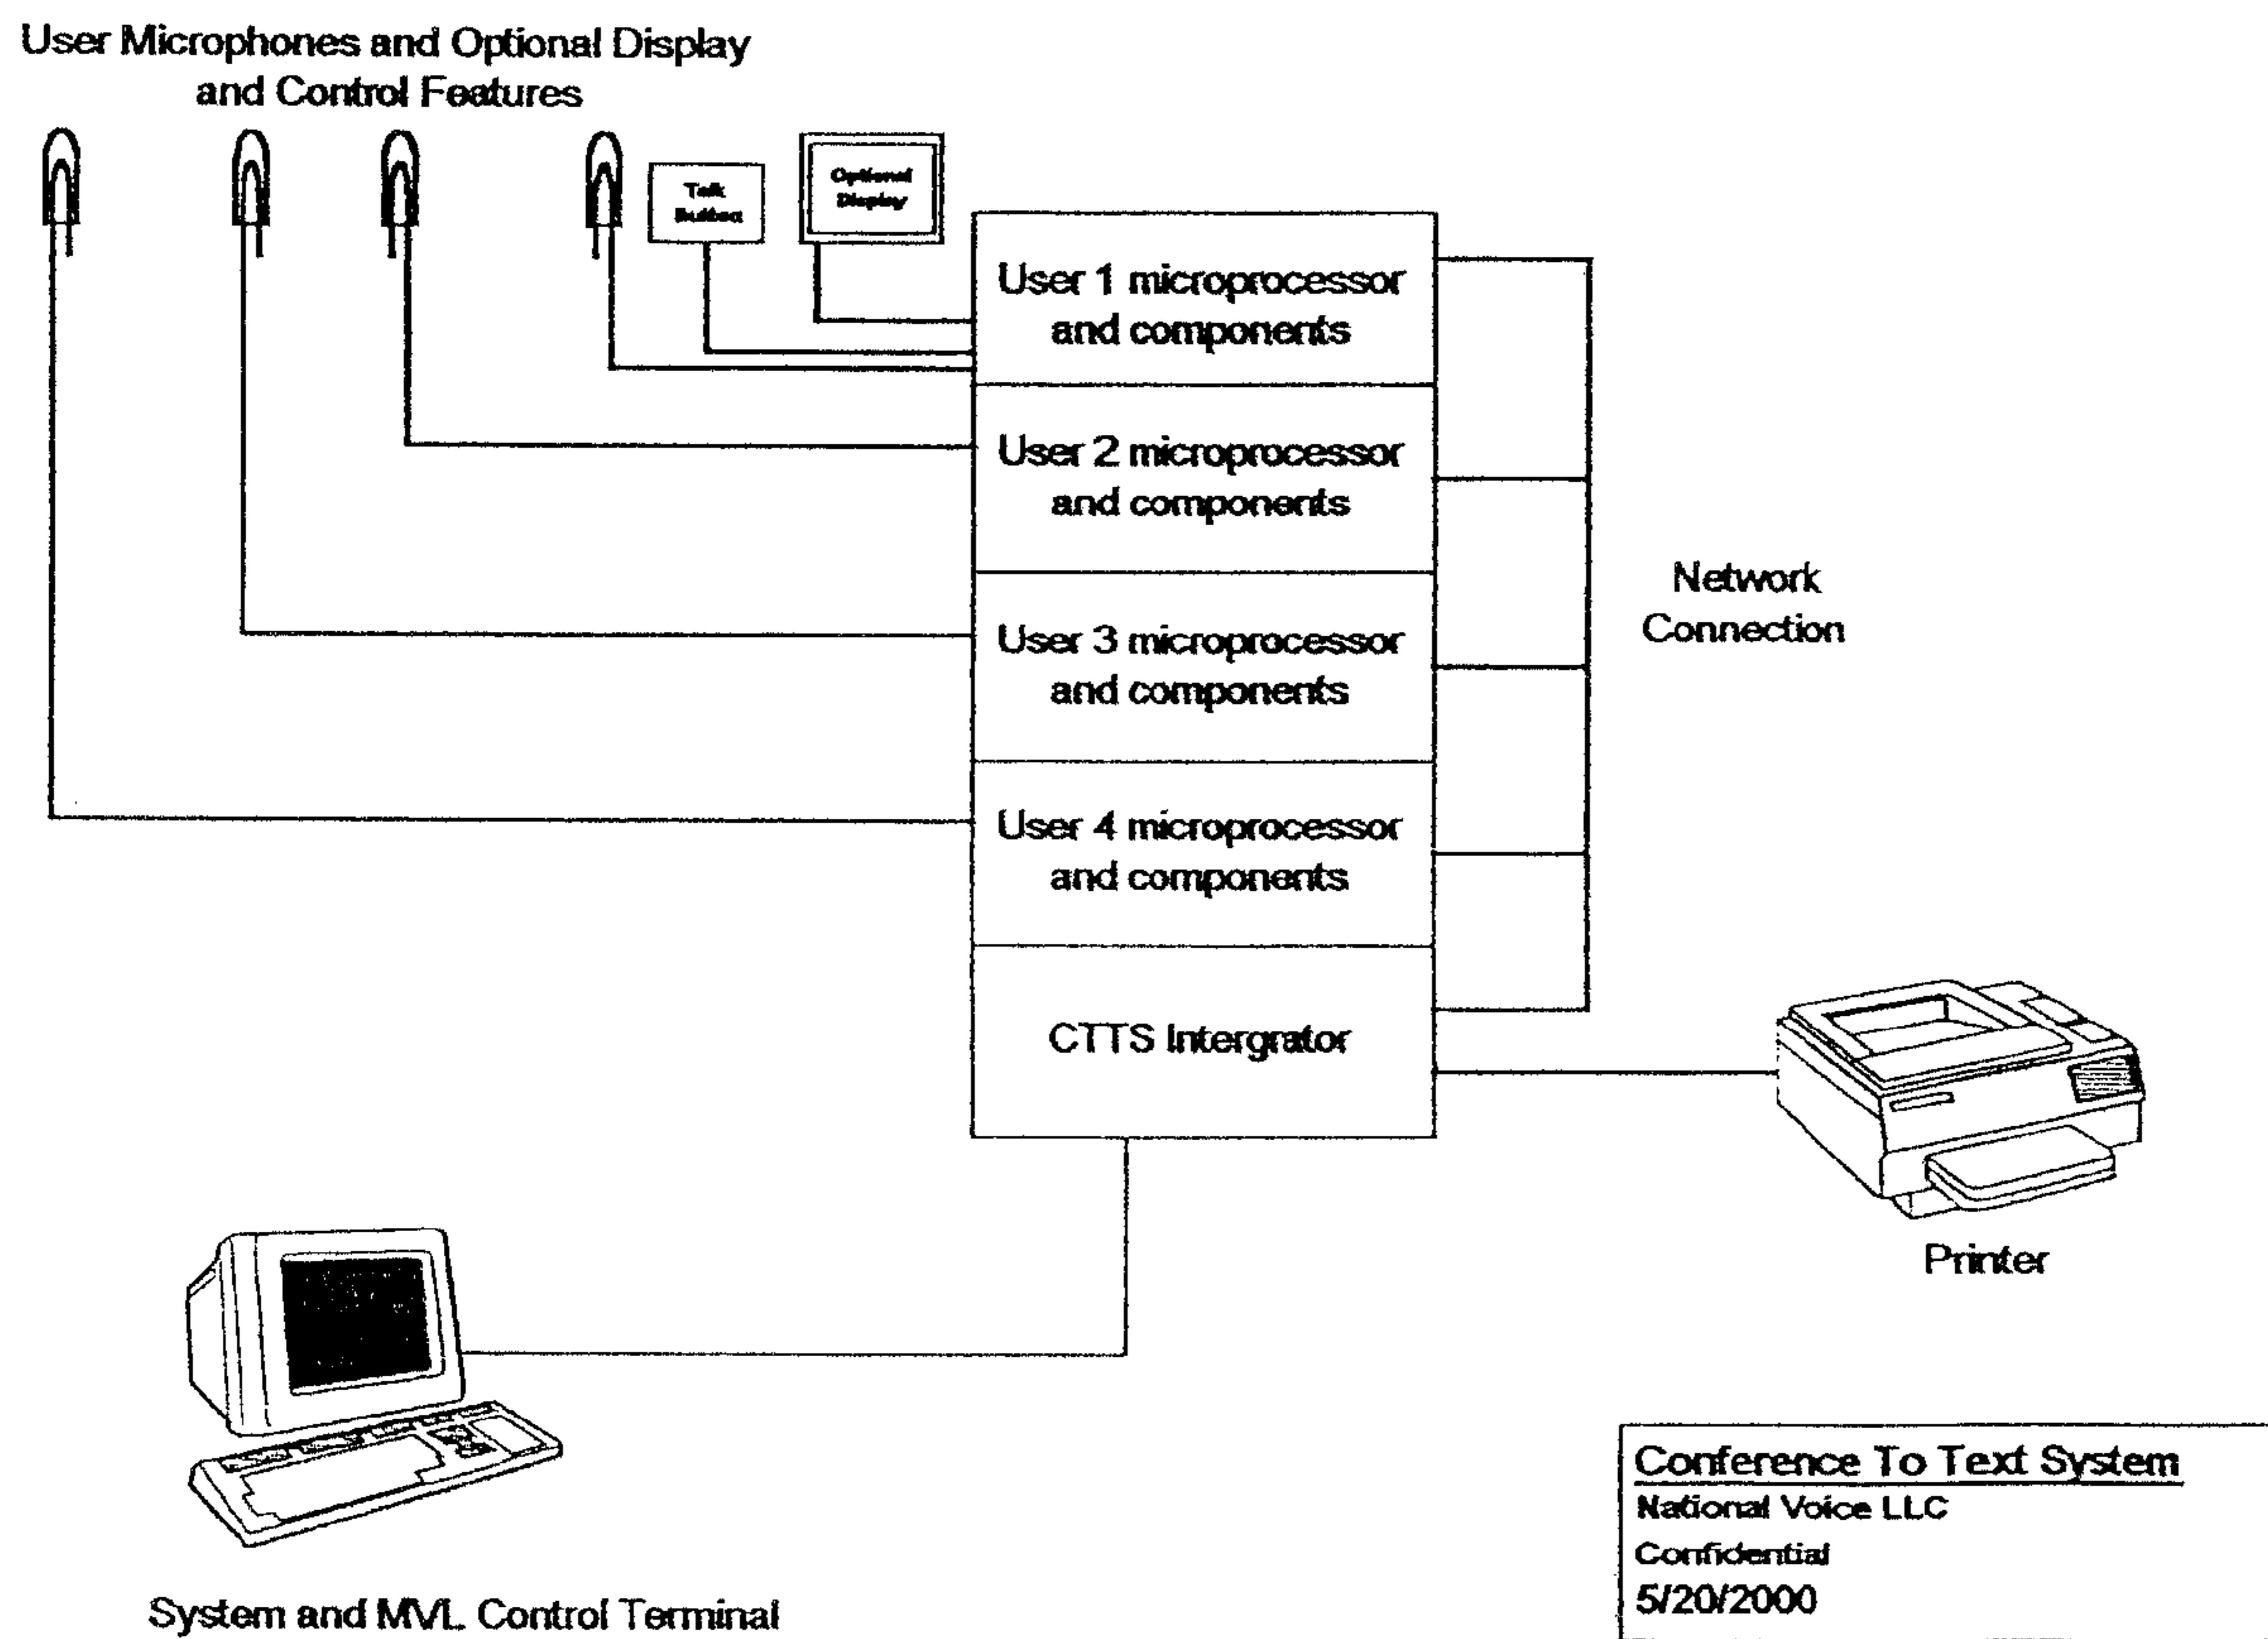 User Microphones and Optional Display
and Control Features
Talk
Button
Optional
Display
User 1 microprocessor
and components
User 2 microprocessor
and components
User 3 microprocessor
and components
User 4 microprocessor
and components
CTTS Intergrator
Network
Connection
Printer
System and MVL Control Terminal
Conference To Text System
National Voice LLC
Confidential
5/20/2000